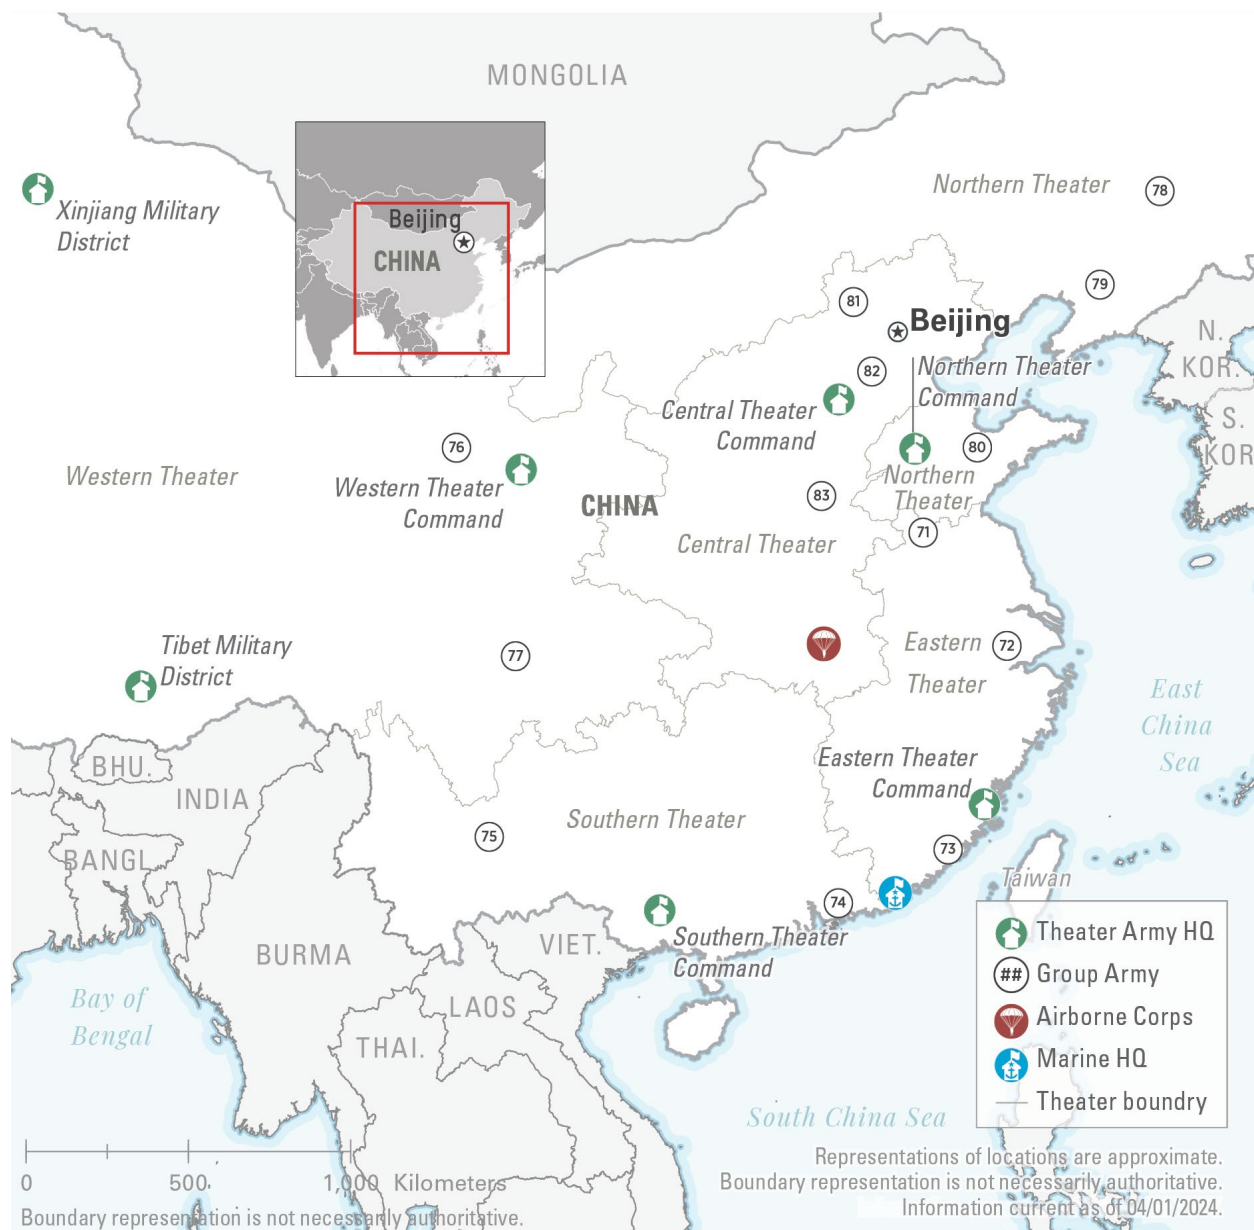 MONGOLIA
Beijing
CHINA
Xinjiang Military
District
Northern Theater
78
79
81
Beijing
N.
KOR.
82
Northern Theater
Command
Central Theater
Command
S.
KOR
76
80
Western Theater
Western Theater
Command
Northern
Theater
83
CHINA
71
Central Theater
Tibet Military
District
77
Eastern
Theater
72
East
China
Sea
BHU.
INDIA
Eastern Theater
Command
75
Southern Theater
73
BANGL
Taiwan
74
Southern Theater
Command
VIET.
BURMA
LAOS
Bay of
Bengal
THAI.
Theater Army HQ
## Group Army
Airborne Corps
Marine HQ
Theater boundry
South China Sea
0 500 1,000 Kilometers
Boundary representation is not necessarily authoritative.
Representations of locations are approximate.
Boundary representation is not necessarily authoritative.
Information current as of 04/01/2024.